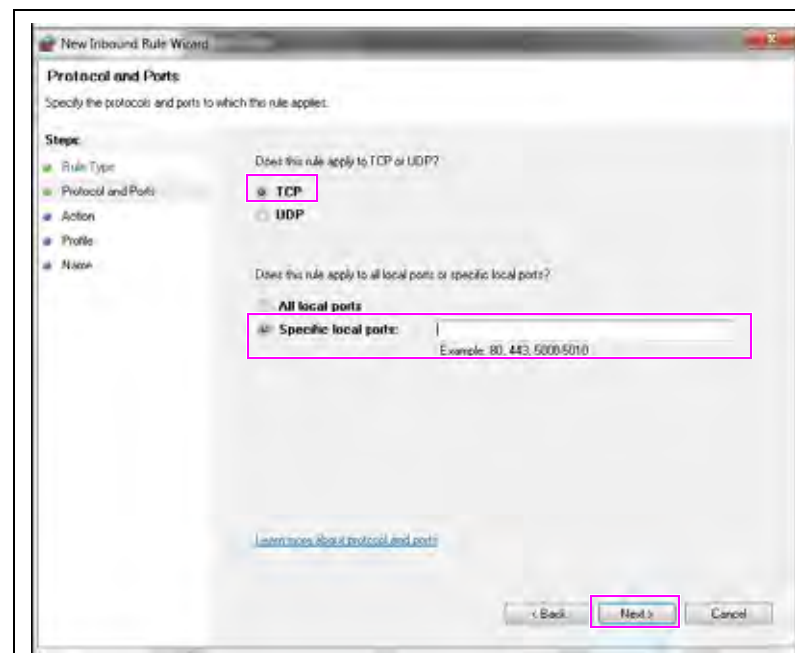 New Inbound Rule Wizard
Protocol and Ports
Specify the protocols and ports to which this rule applies.
Steps:
Rule Type
Protocol and Ports
Action
Profile
Name
Does this rule apply to TCP or UDP?
TCP
UDP
Does this rule apply to all local ports or specific local ports?
All local ports
Specific local ports:
Example: 80, 443, 5000-5010
Learn more about protocol and ports
< Back
Next >
Cancel